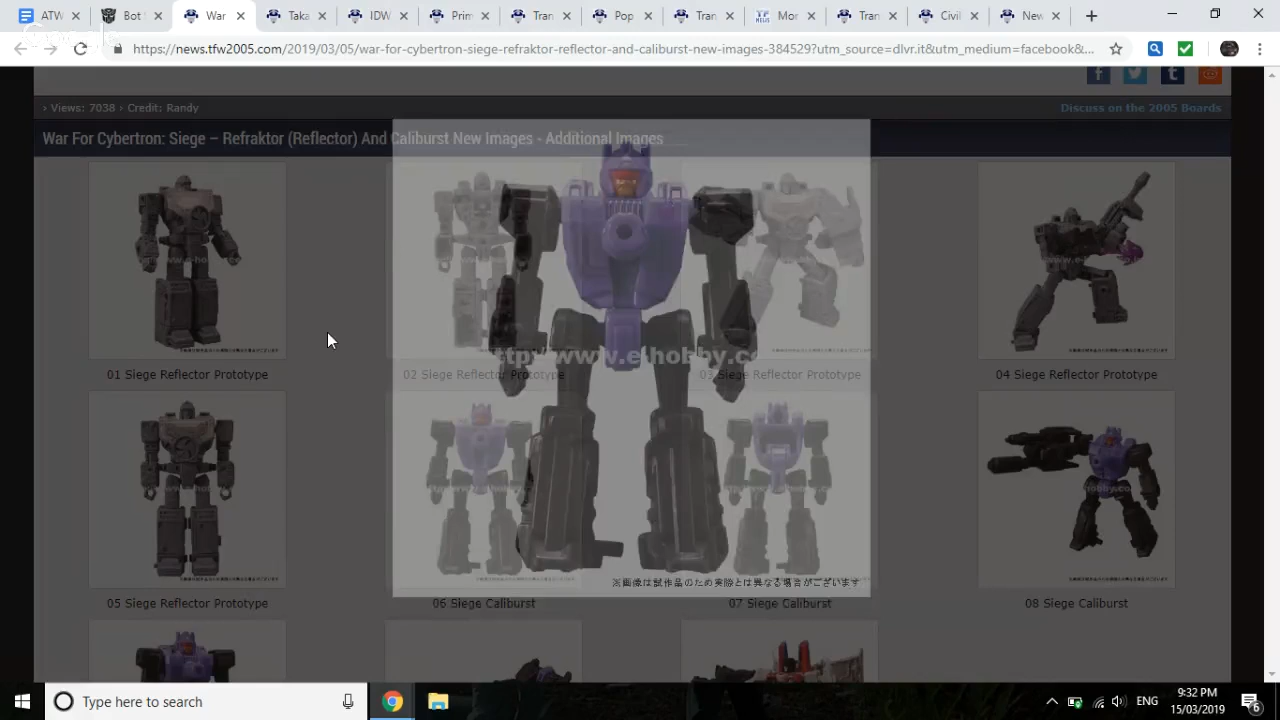 ATW
Bot
War
Taka
IDW
Prim
Tran
Pop
Tran
TF NEWS
Mor
Tran
Civil
New
https://news.tfw2005.com/2019/03/05/war-for-cybertron-siege-refraktor-reflector-and-caliburst-new-images-384529?utm_source=dlvr.it&utm_medium=facebook&...
› Views: 7038 › Credit: Randy
Discuss on the 2005 Boards
War For Cybertron: Siege – Refraktor (Reflector) And Caliburst New Images - Additional Images
01 Siege Reflector Prototype
02 Siege Reflector Prototype
03 Siege Reflector Prototype
04 Siege Reflector Prototype
※画像は試作品のため実際とは異なる場合がございます
05 Siege Reflector Prototype
06 Siege Caliburst
07 Siege Caliburst
08 Siege Caliburst
Type here to search
ENG
9:32 PM
15/03/2019
6